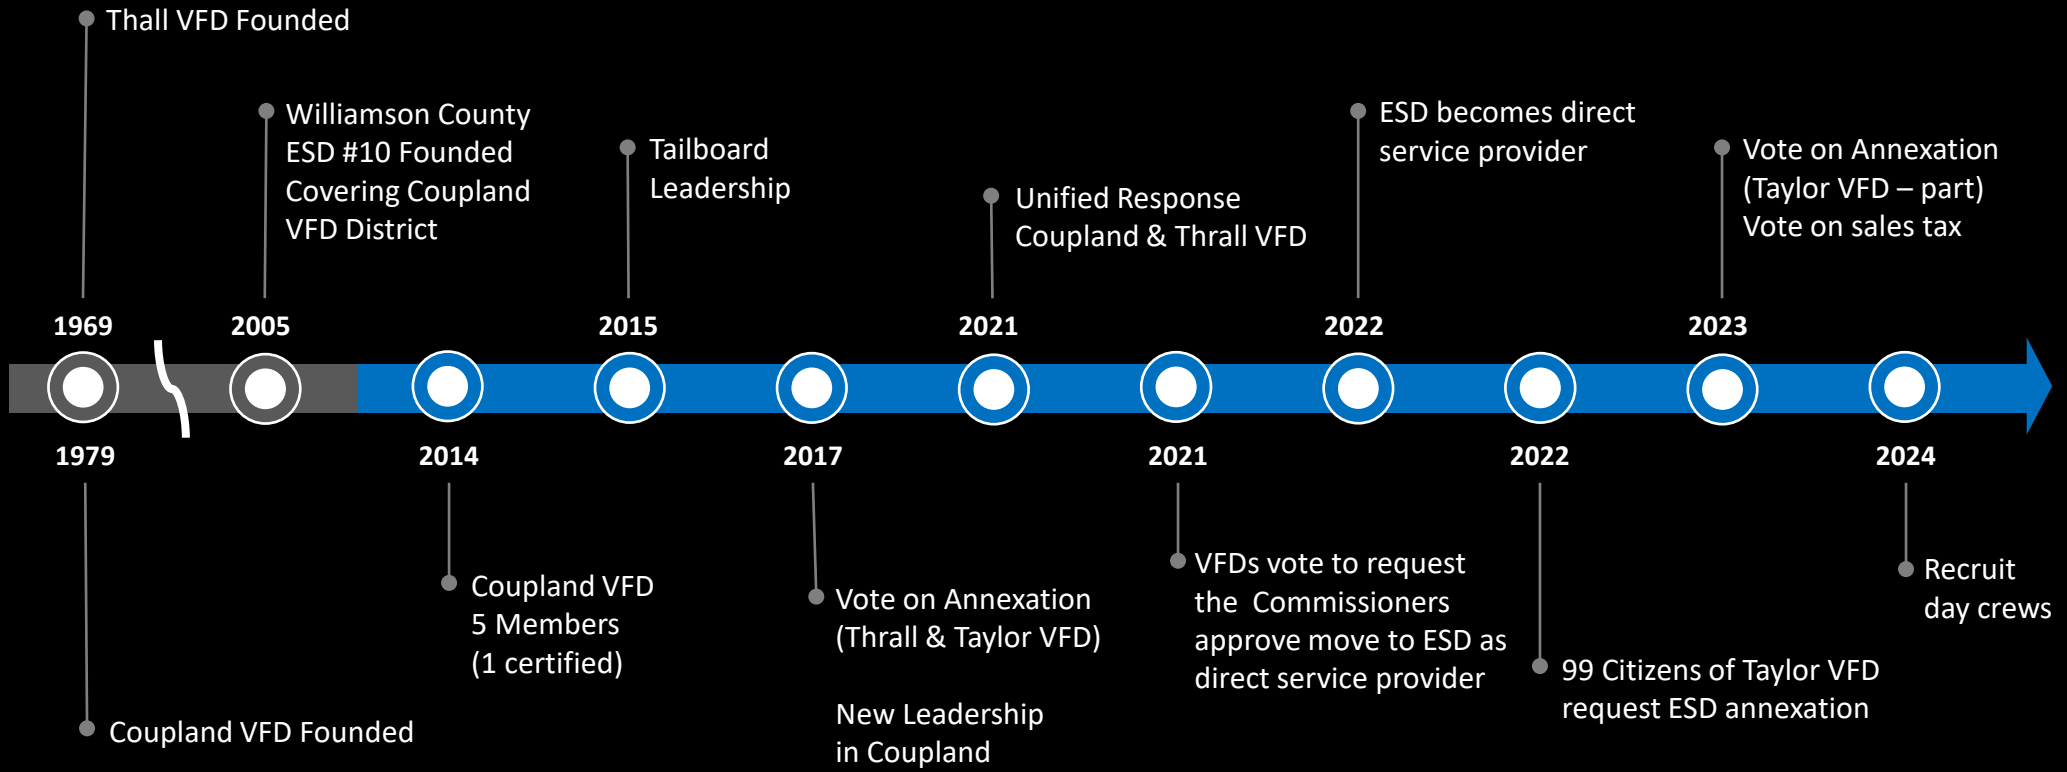 Thall VFD Founded
Williamson County
ESD #10 Founded
Covering Coupland
VFD District
Tailboard
Leadership
Unified Response
Coupland & Thrall VFD
ESD becomes direct
service provider
Vote on Annexation
(Taylor VFD – part)
Vote on sales tax
1969
2005
2015
2021
2022
2023
1979
2014
2017
2021
2022
2024
Coupland VFD Founded
Coupland VFD
5 Members
(1 certified)
Vote on Annexation
(Thrall & Taylor VFD)
New Leadership
in Coupland
VFDs vote to request
the  Commissioners
approve move to ESD as
direct service provider
99 Citizens of Taylor VFD
request ESD annexation
Recruit
day crews